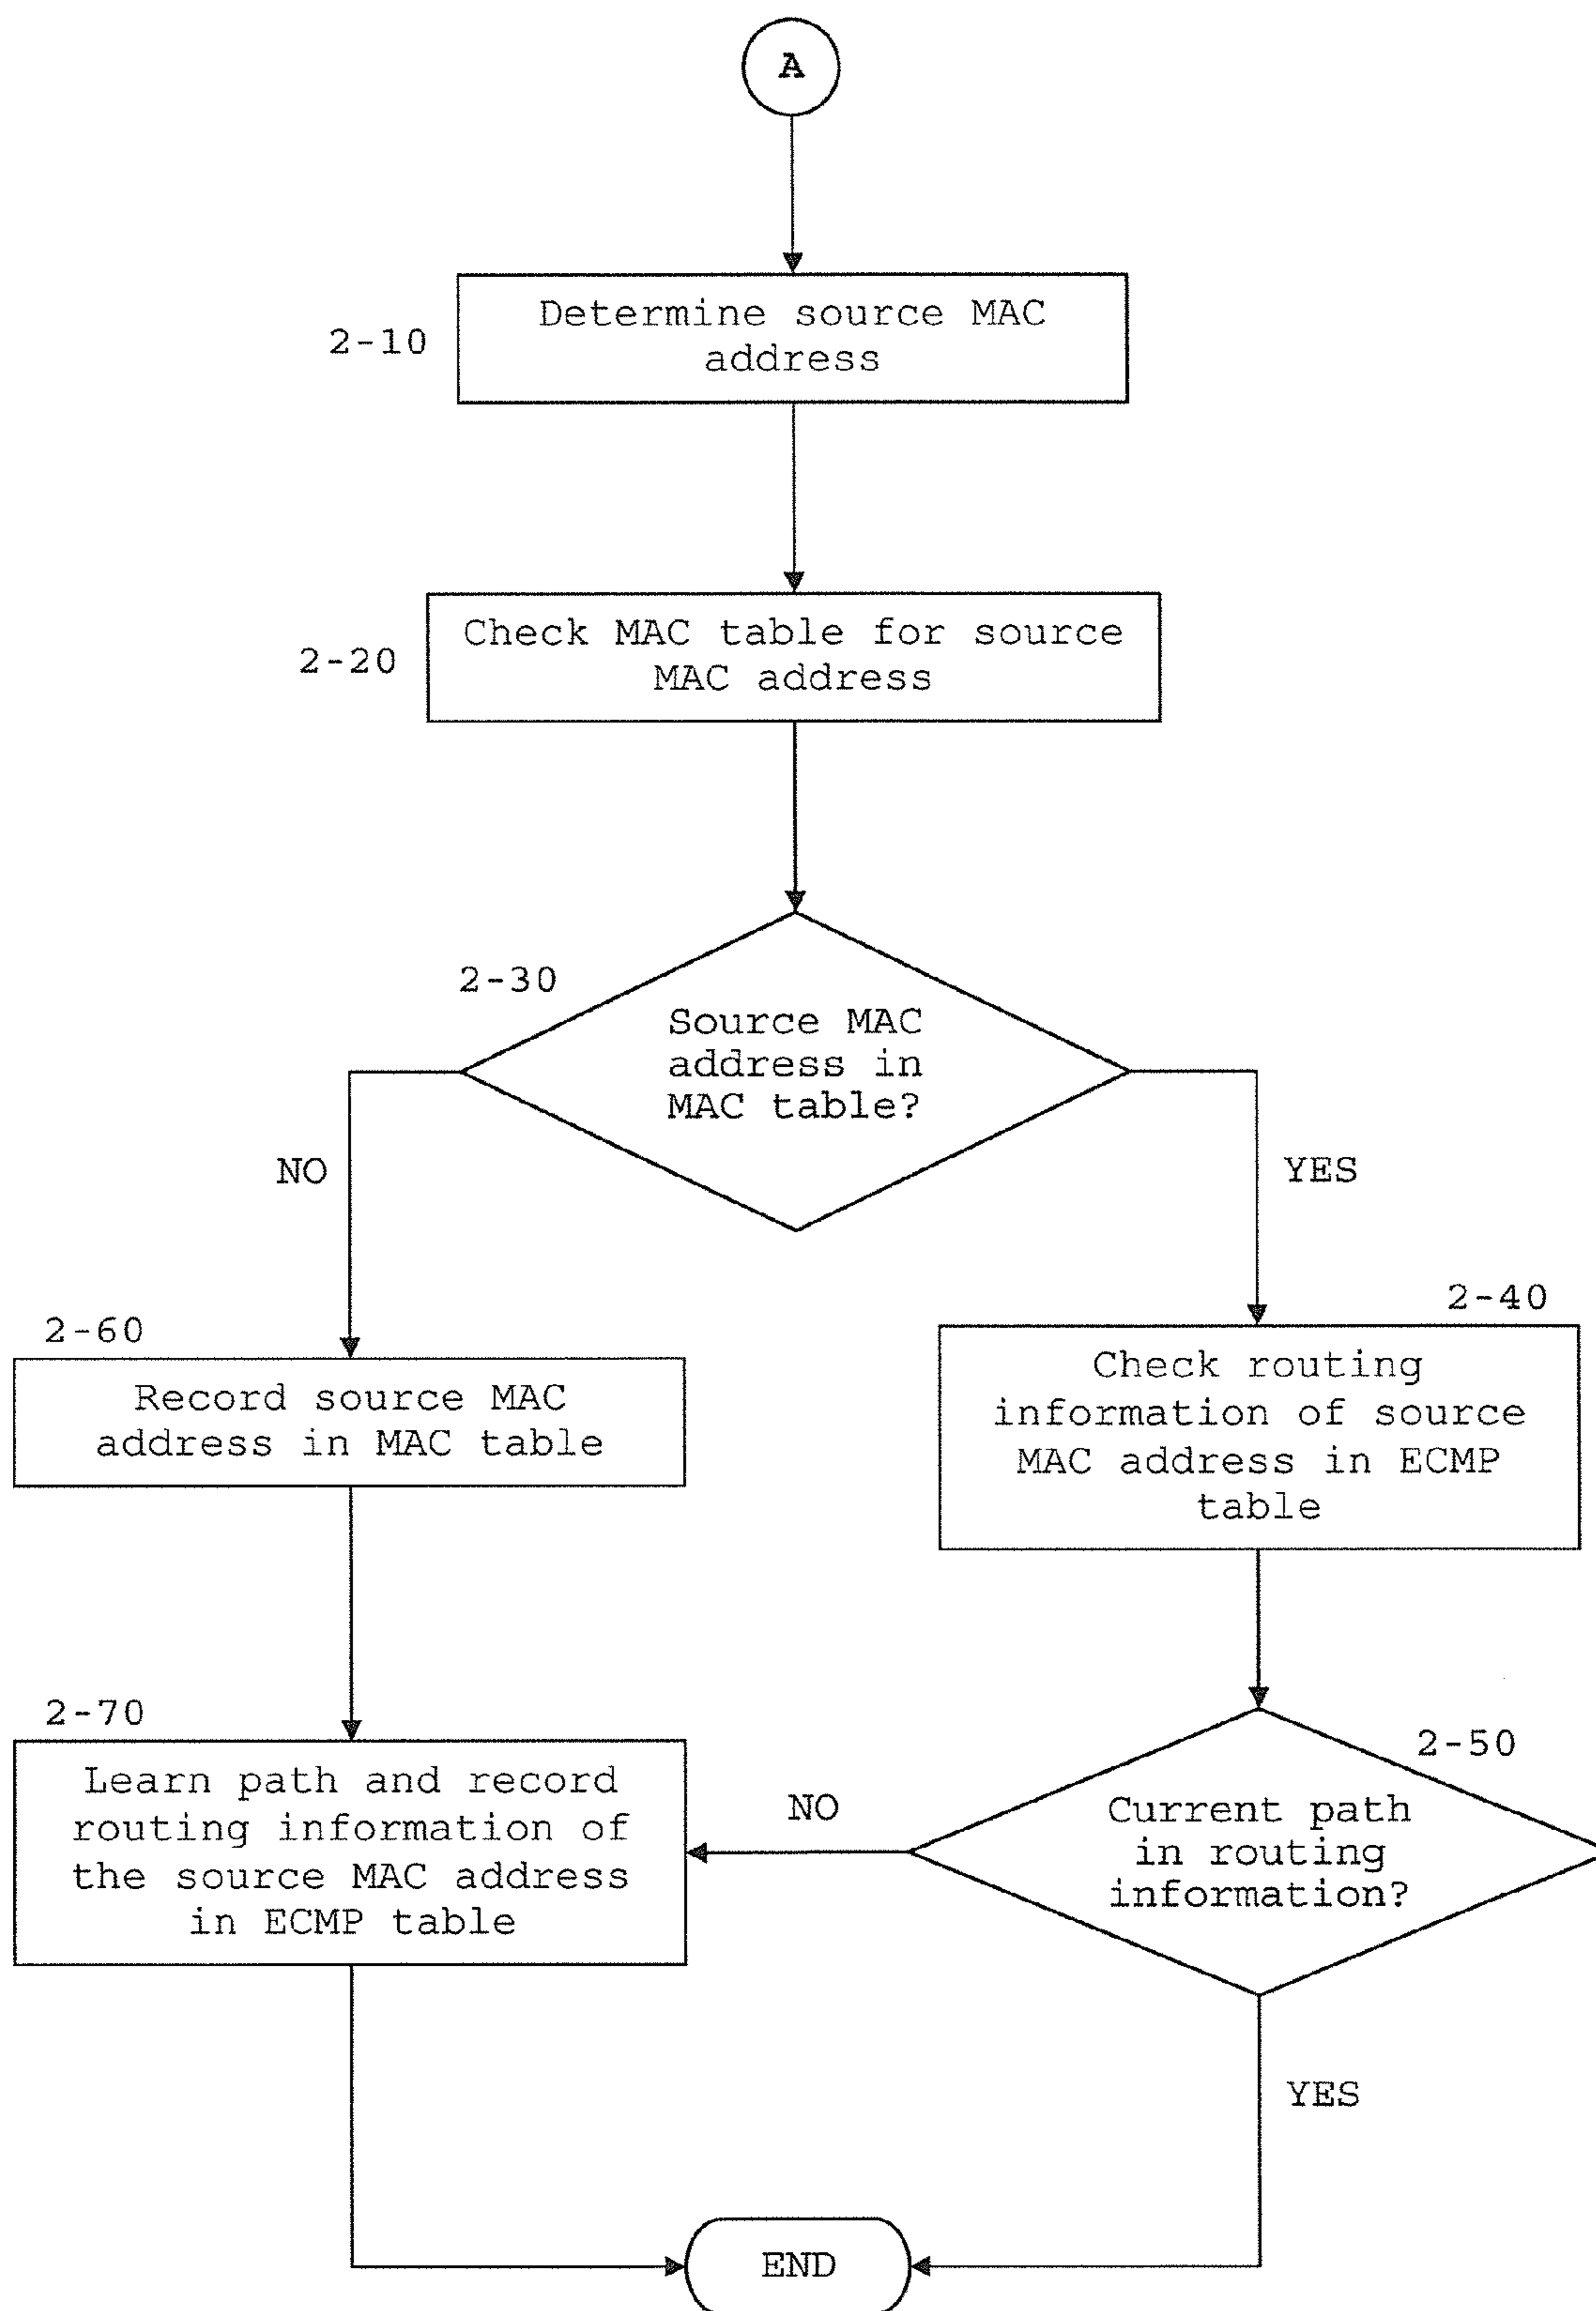 A
2-10
Determine source MAC
address
2-20
Check MAC table for source
MAC address
2-30
Source MAC
address in
MAC table?
NO
YES
2-60
Record source MAC
address in MAC table
2-40
Check routing
information of source
MAC address in ECMP
table
2-70
Learn path and record
routing information of
the source MAC address
in ECMP table
NO
2-50
Current path
in routing
information?
YES
END